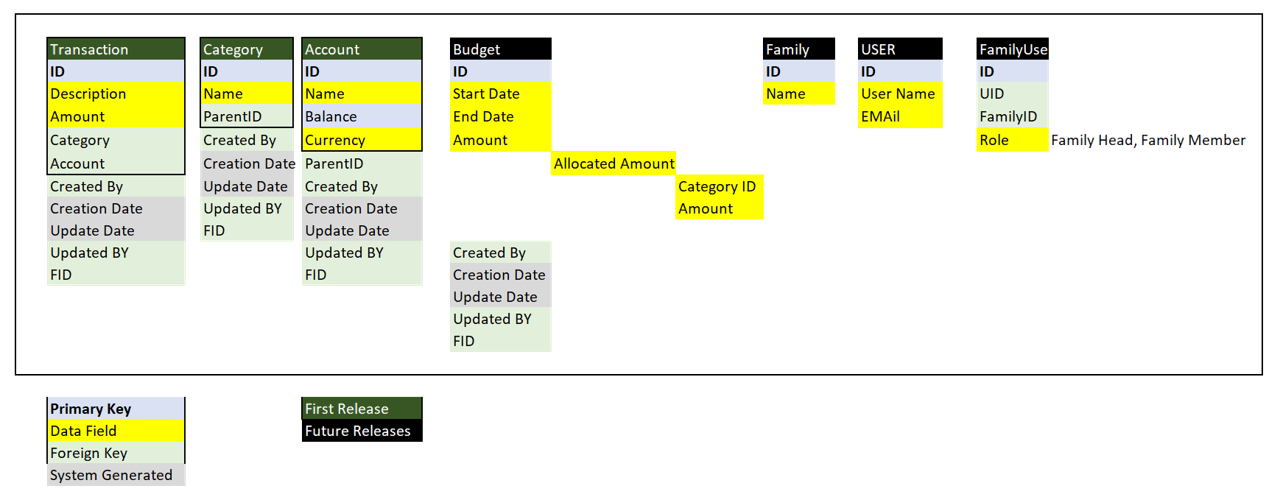 Transaction
ID
Description
Amount
Category
Account
Created By
Creation Date
Update Date
Updated BY
FID
Category
ID
Name
ParentID
Created By
Creation Date
Update Date
Updated BY
FID
Account
ID
Name
Balance
Currency
ParentID
Created By
Creation Date
Update Date
Updated BY
FID
Budget
ID
Start Date
End Date
Amount
Allocated Amount
Category ID
Amount
Created By
Creation Date
Update Date
Updated BY
FID
Family
ID
Name
USER
ID
User Name
EMAil
FamilyUse
ID
UID
FamilyID
Role
Family Head, Family Member
Primary Key
Data Field
Foreign Key
System Generated
First Release
Future Releases